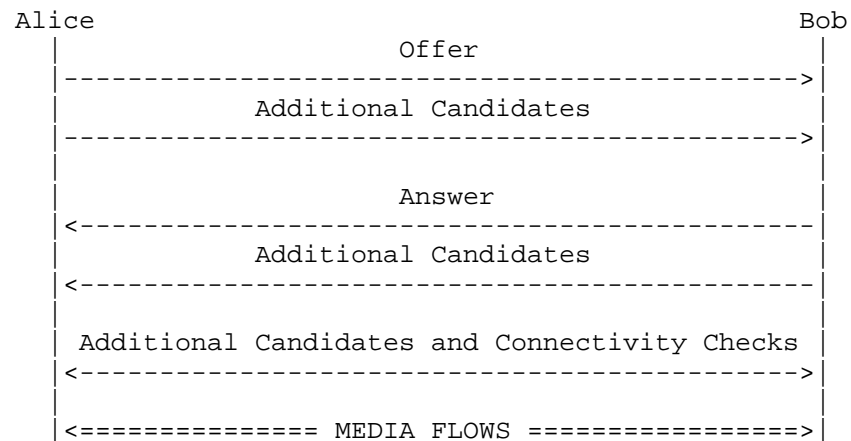 Alice Bob
Offer
Additional Candidates
Answer
Additional Candidates
Additional Candidates and Connectivity Checks
MEDIA FLOWS